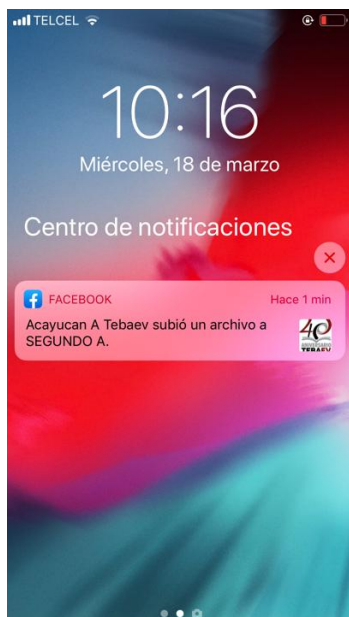 TELCEL
10:16
Miércoles, 18 de marzo
Centro de notificaciones
FACEBOOK
Hace 1 min
Acayucan A Tebaev subió un archivo a
SEGUNDO A.
40
ANIVERSARIO
TEBAEV